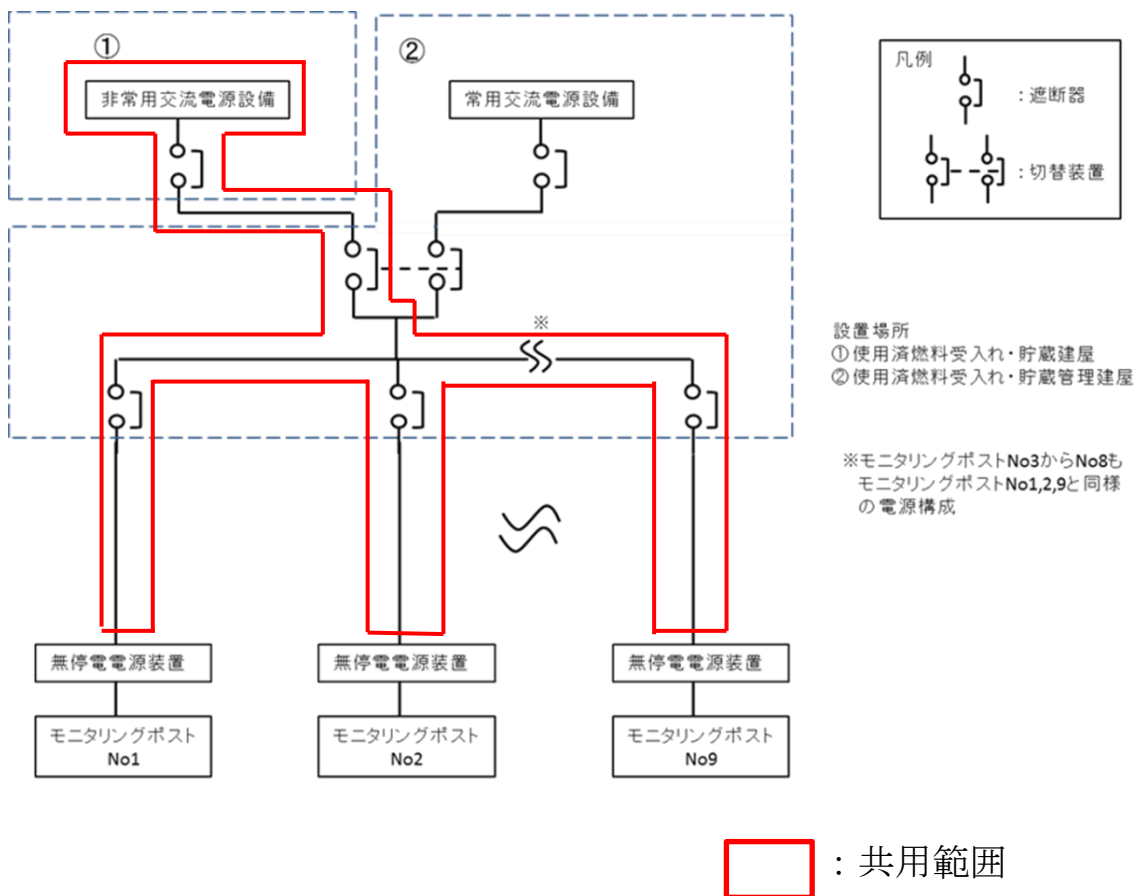 ①
非常用交流電源設備
②
常用交流電源設備
凡例
：遮断器
：切替装置
※
設置場所
①使用済燃料受入れ・貯蔵建屋
②使用済燃料受入れ・貯蔵管理建屋
※モニタリングポストNo3からNo8も
モニタリングポストNo1,2,9と同様
の電源構成
無停電電源装置
無停電電源装置
無停電電源装置
モニタリングポスト
No1
モニタリングポスト
No2
モニタリングポスト
No9
：共用範囲